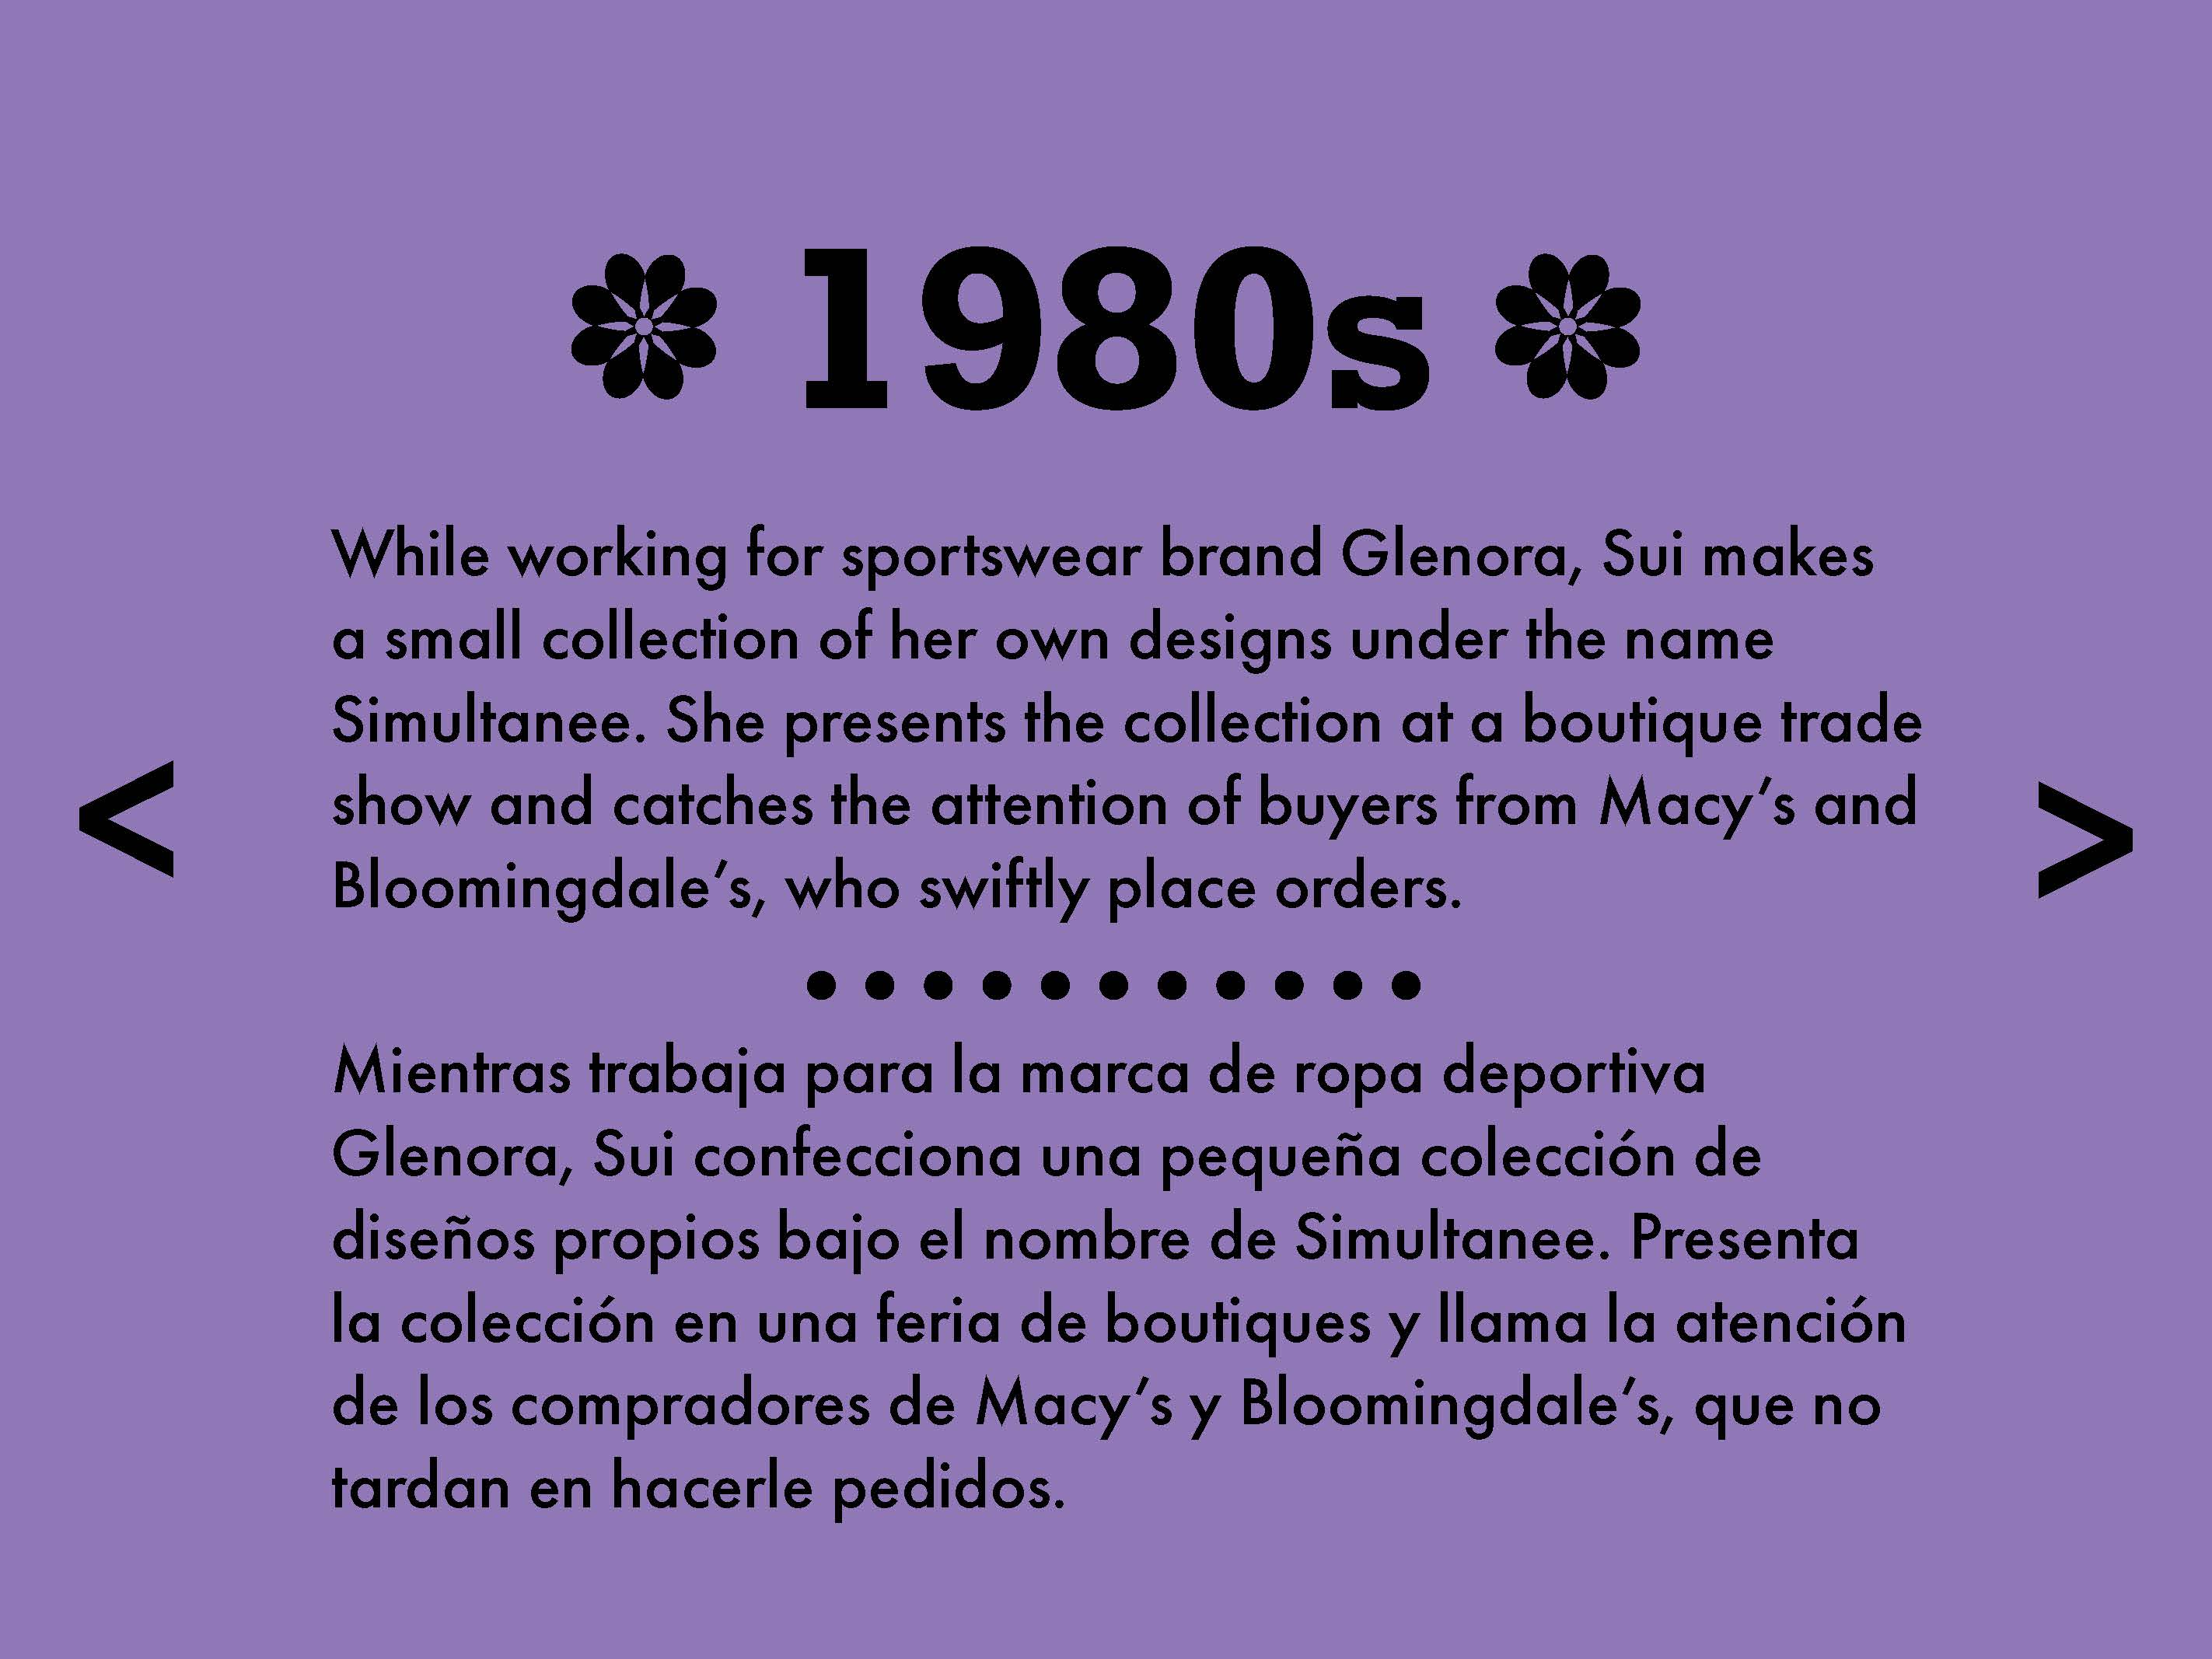 1980s
While working for sportswear brand Glenora, Sui makes
a small collection of her own designs under the name
Simultanee. She presents the collection at a boutique trade
show and catches the attention of buyers from Macy’s and
Bloomingdale’s, who swiftly place orders.
< >
• • • • • • • • • • •
Mientras trabaja para la marca de ropa deportiva
Glenora, Sui confecciona una pequeña colección de
diseños propios bajo el nombre de Simultanee. Presenta
la colección en una feria de boutiques y llama la atención
de los compradores de Macy’s y Bloomingdale’s, que no
tardan en hacerle pedidos.